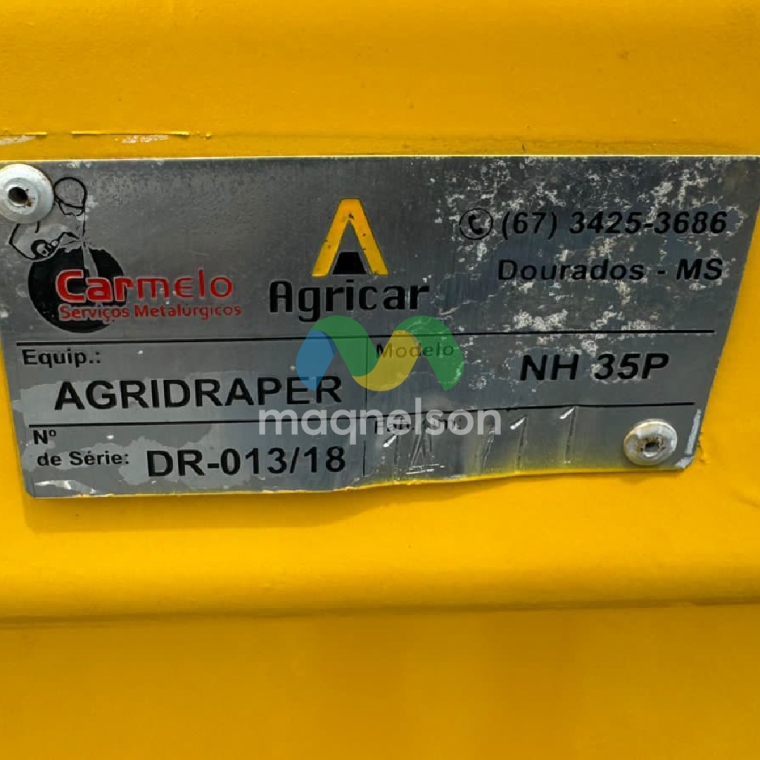 Carmelo
Serviços Metalúrgicos
Agricar
(67) 3425-3686
Dourados - MS
Equip.:
AGRIDRAPER
Modelo
NH 35P
Nº
de Série:
DR-013/18
maqnelson